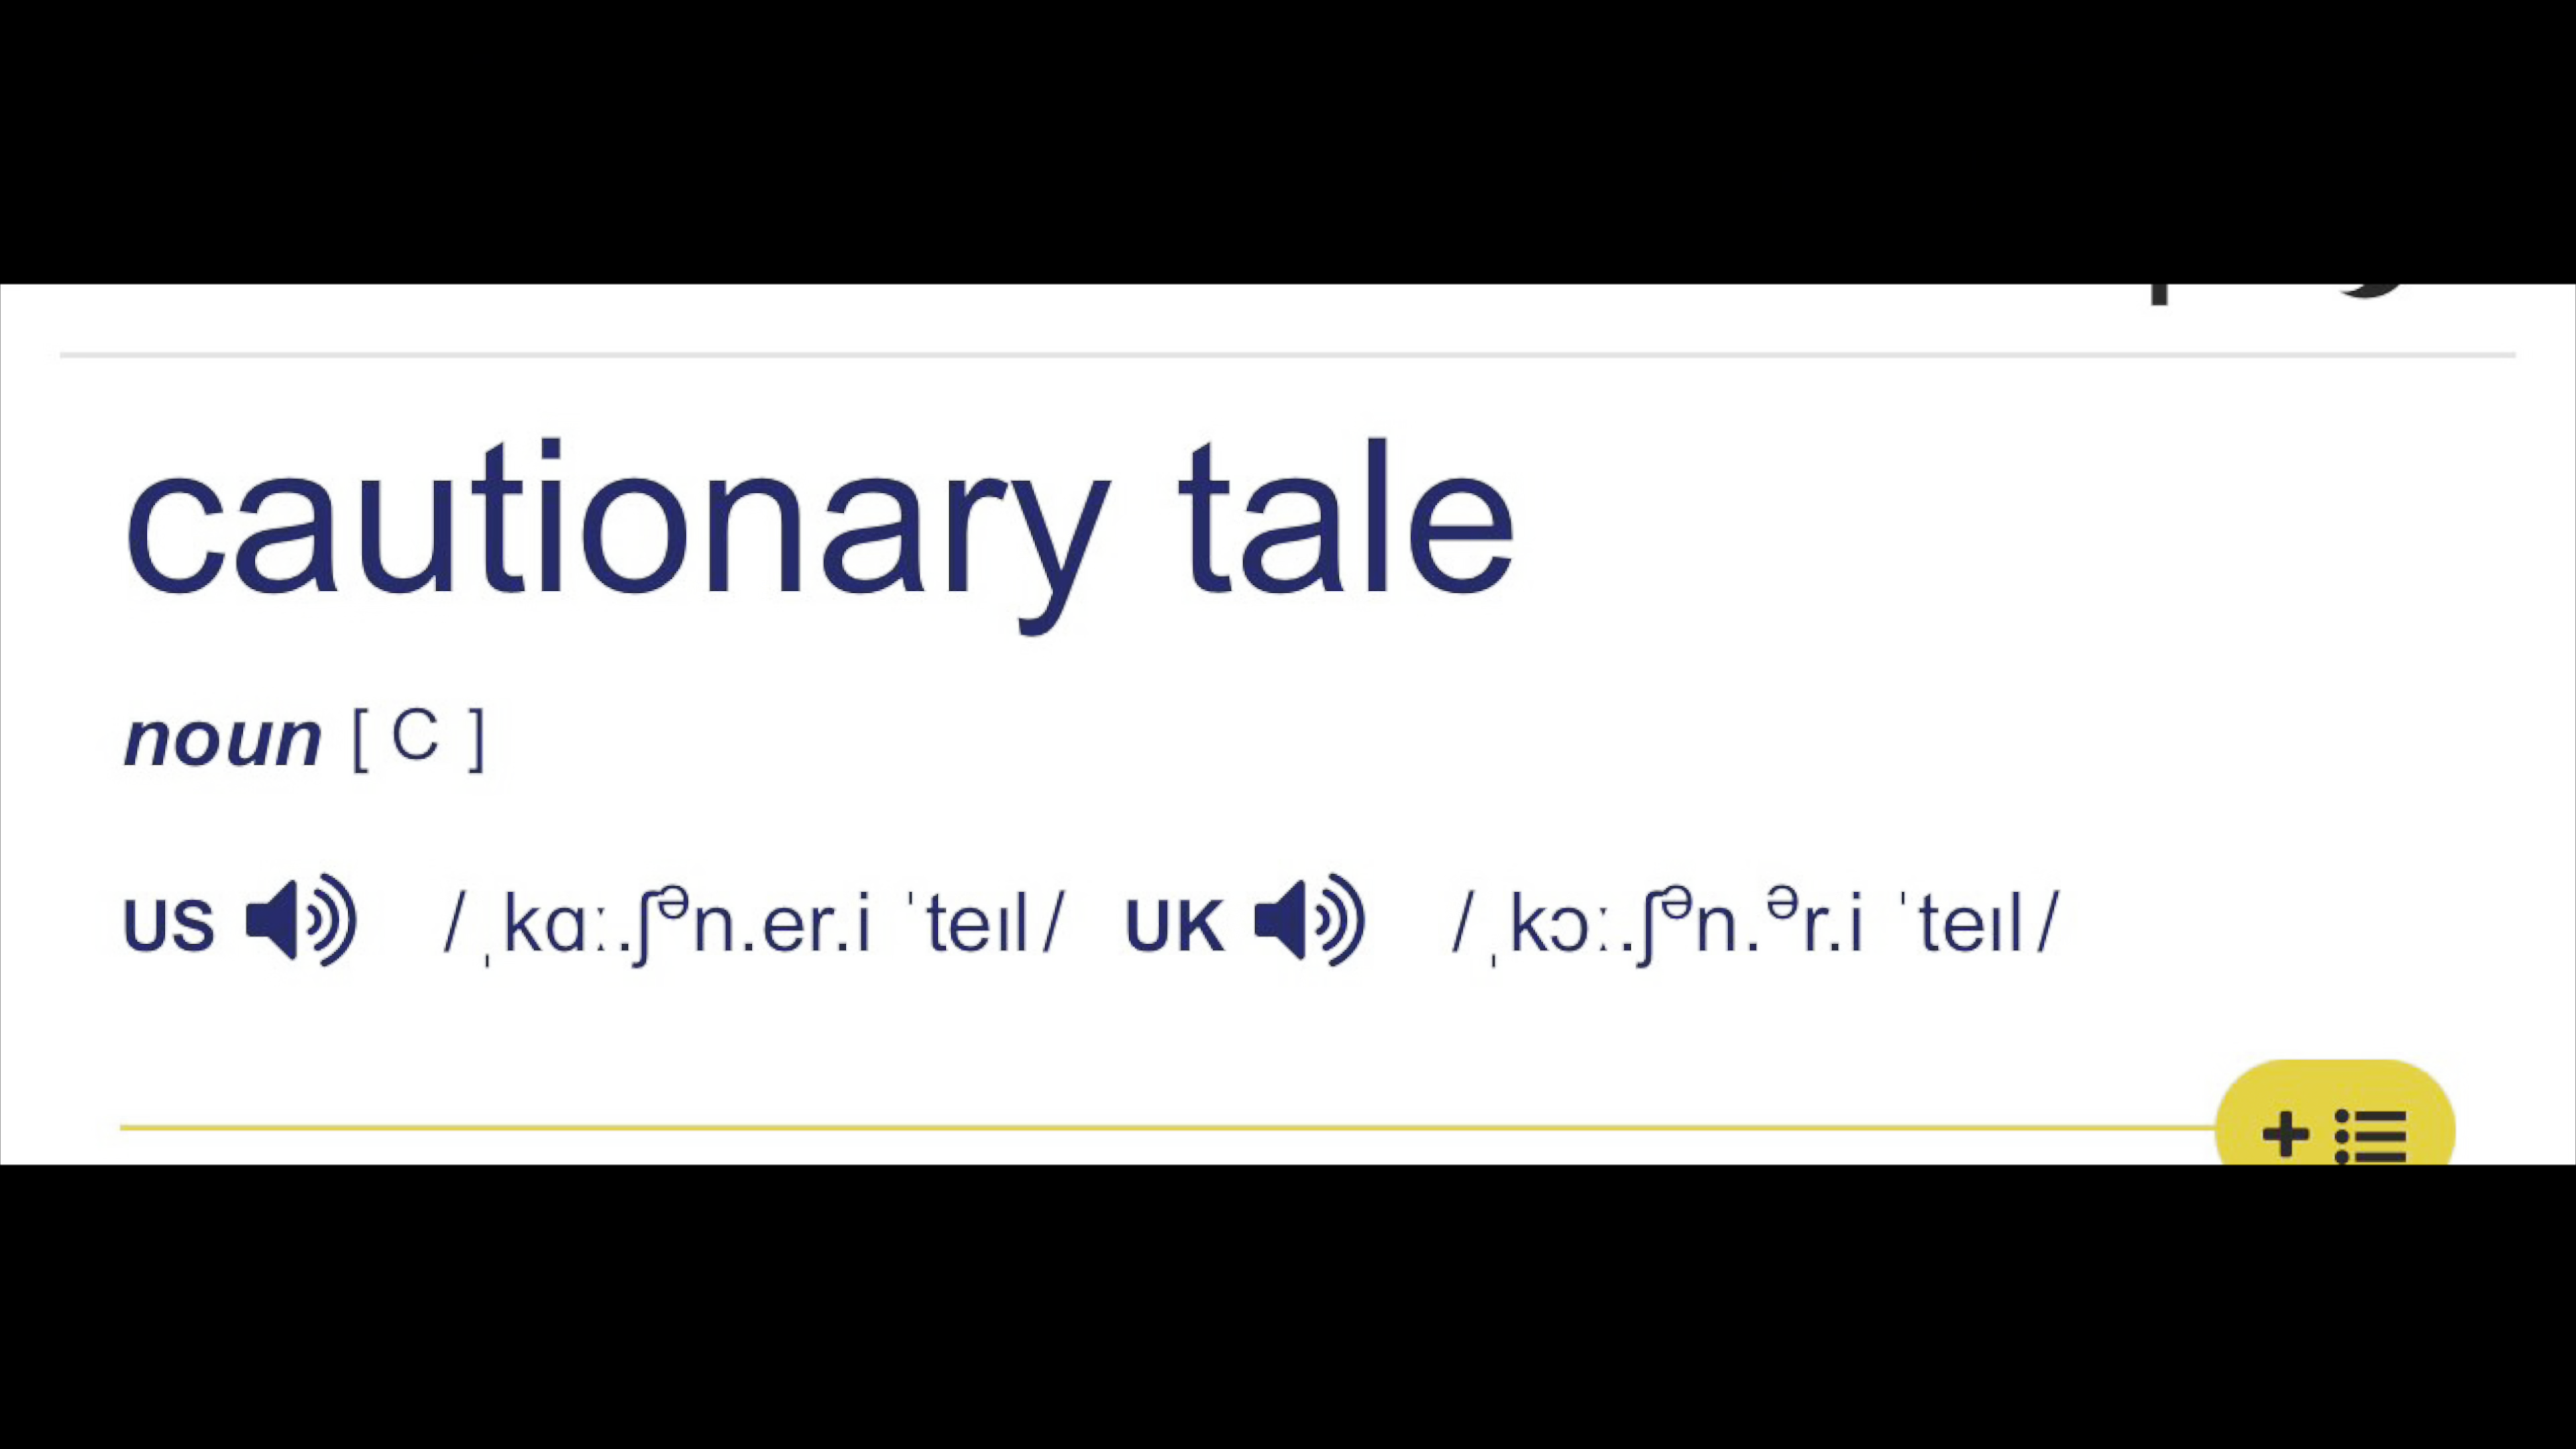 cautionary tale
noun [ C ]
US /ˌkɑː.ʃᵊn.er.i ˈteɪl/ UK /ˌkɔː.ʃᵊn.ᵊr.i ˈteɪl/